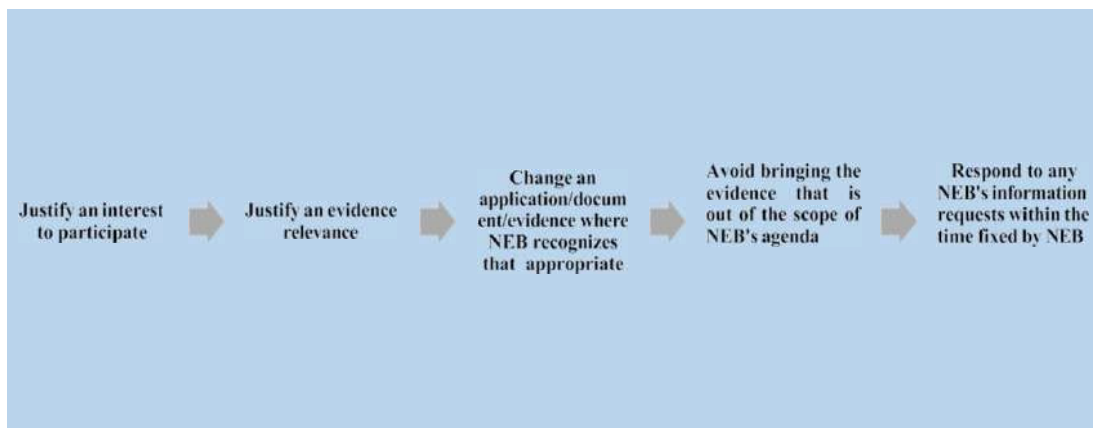 Justify an interest
to participate
Justify an evidence
relevance
Change an
application/docum
ent/evidence where
NEB recognizes
that appropriate
Avoid bringing the
evidence that is
out of the scope of
NEB's agenda
Respond to any
NEB's information
requests within the
time fixed by NEB